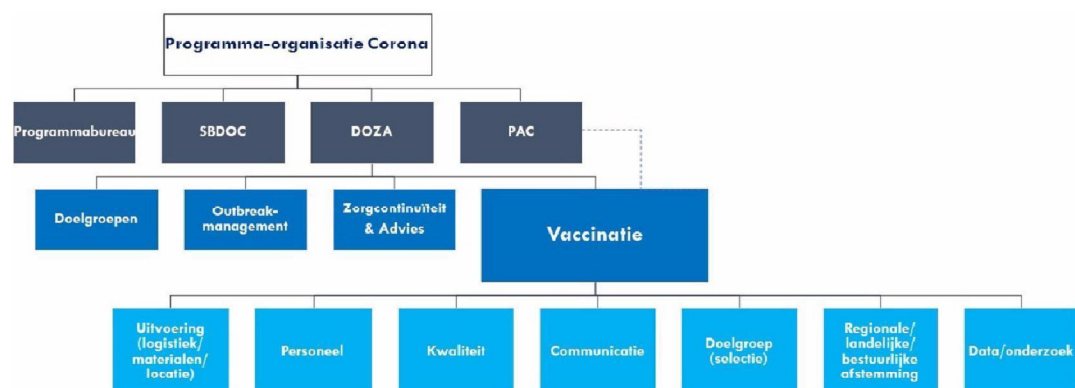 Programma-organisatie Corona
Programmabureau
SBDOC
DOZA
PAC
Doelgroepen
Outbreak-
management
Zorgcontinuïteit
& Advies
Vaccinatie
Uitvoering
(logistiek/
materialen/
locatie)
Personeel
Kwaliteit
Communicatie
Doelgroep
(selectie)
Regionale/
landelijke/
bestuurlijke
afstemming
Data/onderzoek